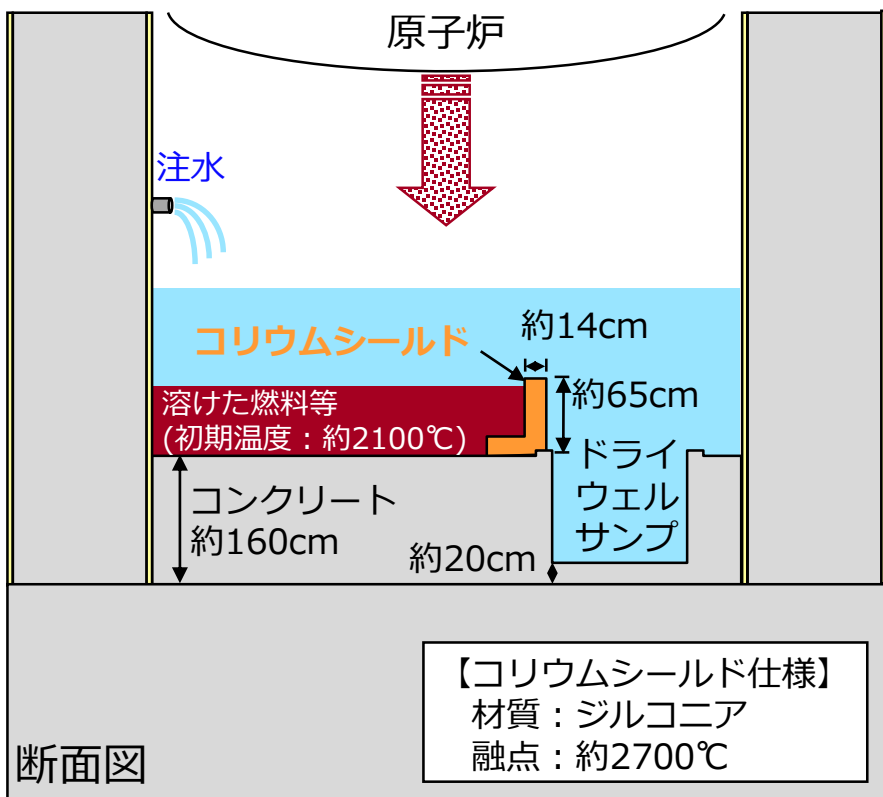 原子炉
注水
コリウムシールド
約14cm
約65cm
溶けた燃料等
(初期温度：約2100℃)
ドライ
ウェル
サンプ
コンクリート
約160cm
約20cm
【コリウムシールド仕様】
材質：ジルコニア
融点：約2700℃
断面図